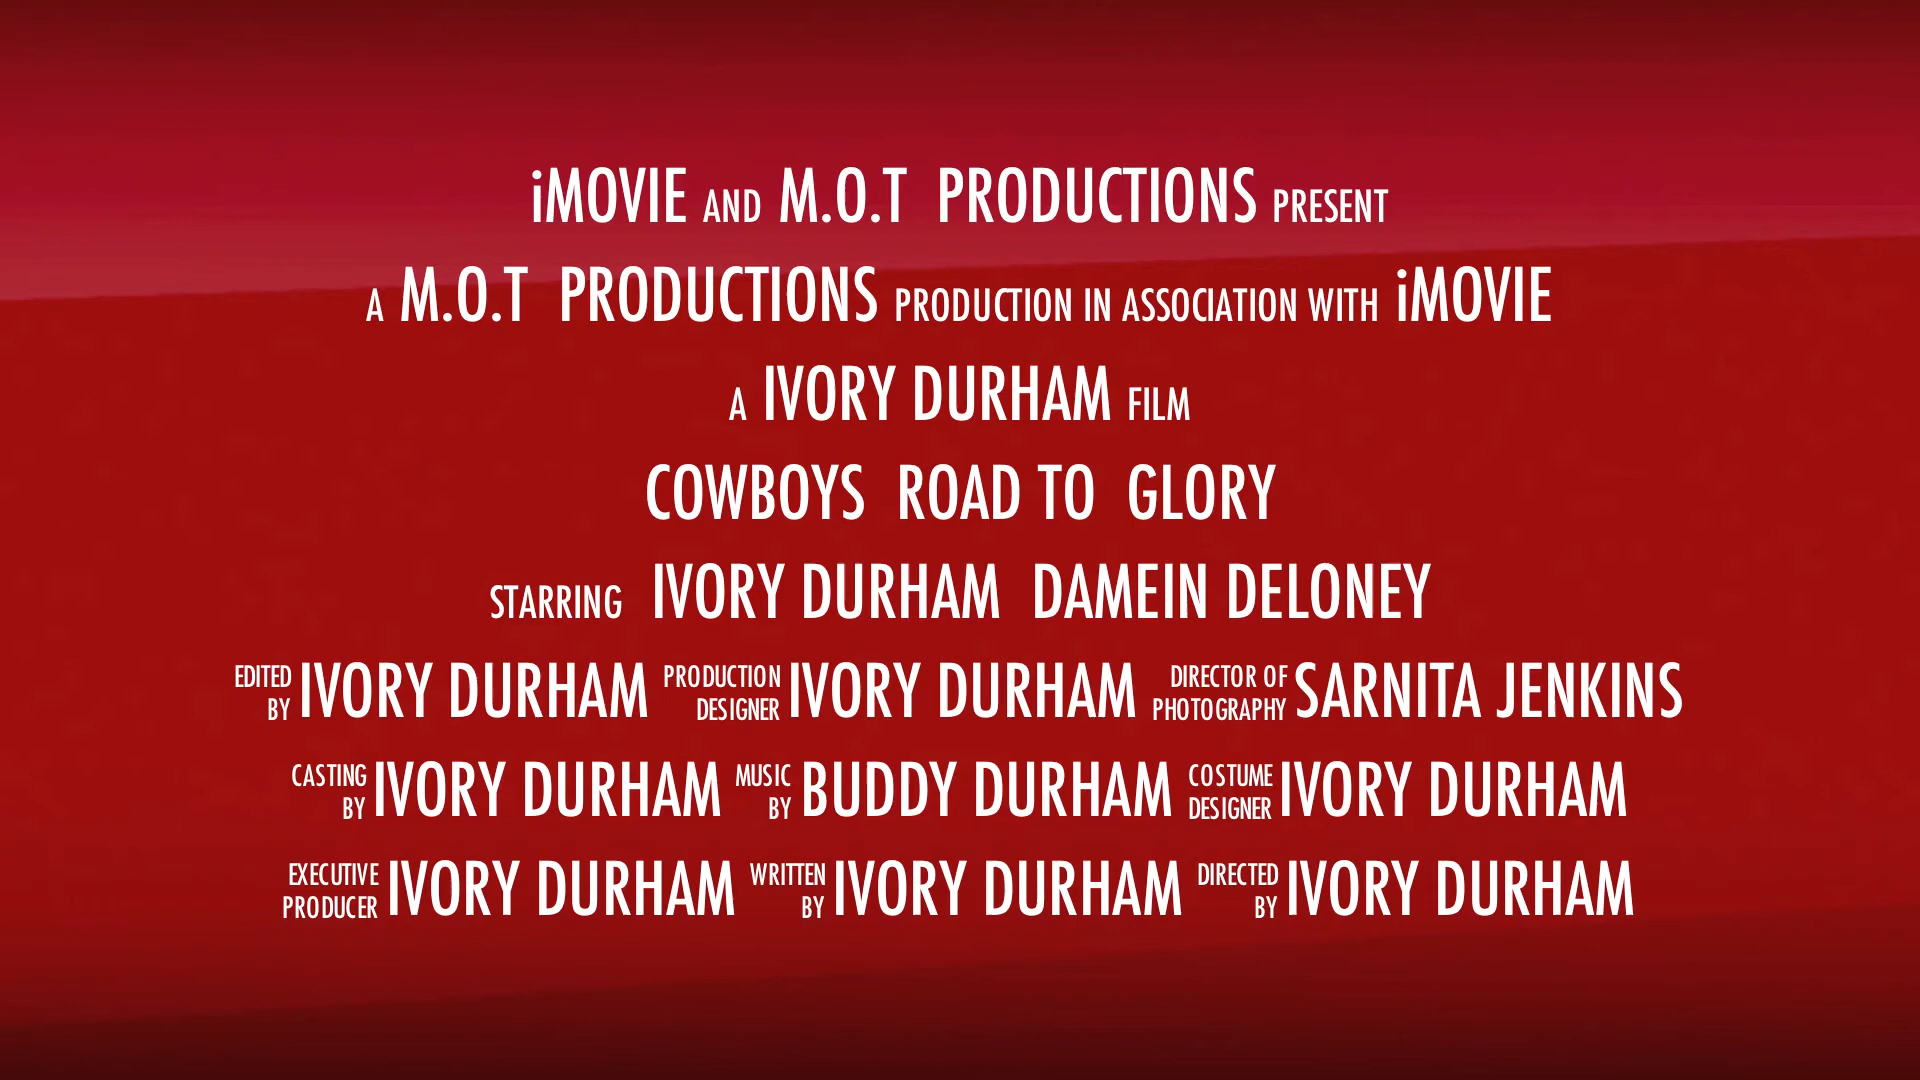 iMOVIE AND M.O.T PRODUCTIONS PRESENT
A M.O.T PRODUCTIONS PRODUCTION IN ASSOCIATION WITH iMOVIE
A IVORY DURHAM FILM
COWBOYS ROAD TO GLORY
STARRING IVORY DURHAM DAMEIN DELONEY
EDITED BY IVORY DURHAM PRODUCTION DESIGNER IVORY DURHAM DIRECTOR OF PHOTOGRAPHY SARNITA JENKINS
CASTING BY IVORY DURHAM MUSIC BY BUDDY DURHAM COSTUME DESIGNER IVORY DURHAM
EXECUTIVE PRODUCER IVORY DURHAM WRITTEN BY IVORY DURHAM DIRECTED BY IVORY DURHAM